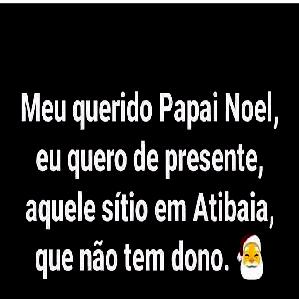 Meu querido Papai Noel,
eu quero de presente,
aquele sítio em Atibaia,
que não tem dono. 🎅